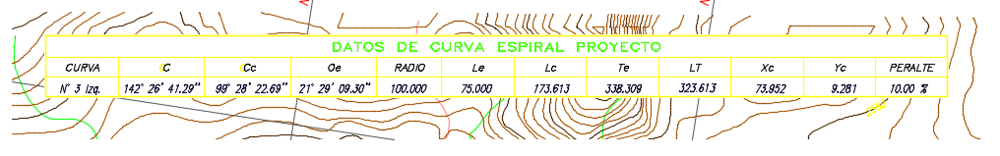 DATOS DE CURVA ESPIRAL PROYECTO
CURVA C Cc Oe RADIO Le Lc Te LT Xc Yc PERALTE
N° 3 Izq. 142° 26' 41.29" 99° 28' 22.69" 21° 29' 09.30" 100.000 75.000 173.613 338.309 323.613 73.952 9.281 10.00 %